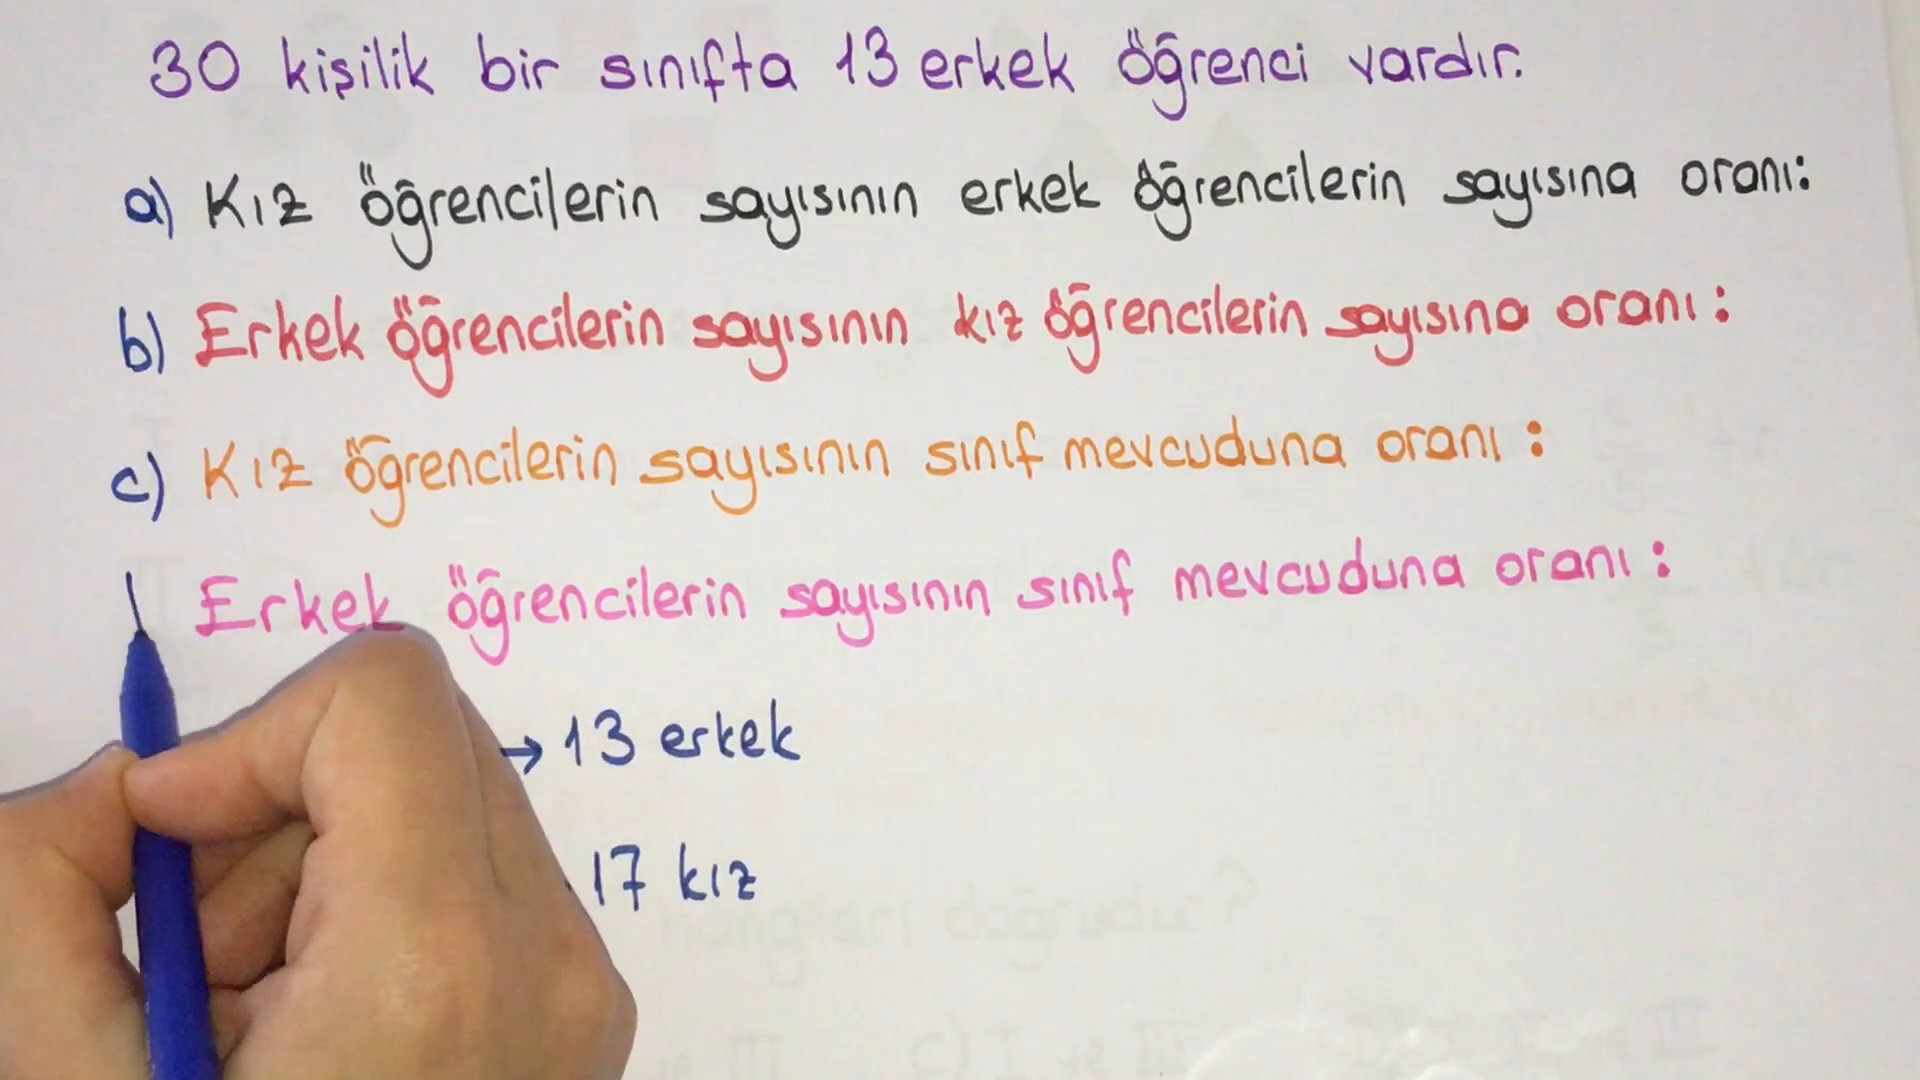 30 kişilik bir sınıfta 13 erkek öğrenci vardır.
a) Kız öğrencilerin sayısının erkek öğrencilerin sayısına oranı:
b) Erkek öğrencilerin sayısının kız öğrencilerin sayısına oranı:
c) Kız öğrencilerin sayısının sınıf mevcuduna oranı:
Erkek öğrencilerin sayısının sınıf mevcuduna oranı:
→ 13 erkek
17 kız